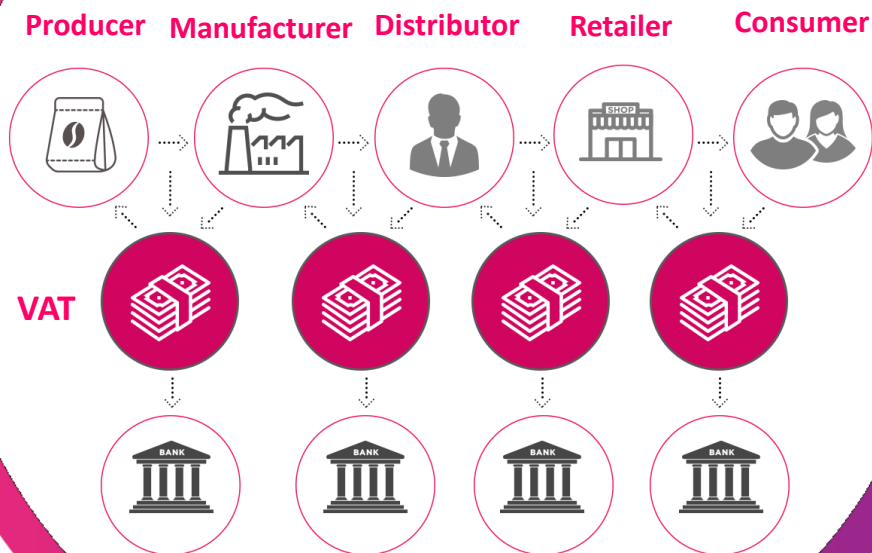 Producer Manufacturer Distributor Retailer Consumer
SHOP
VAT
BANK BANK BANK BANK